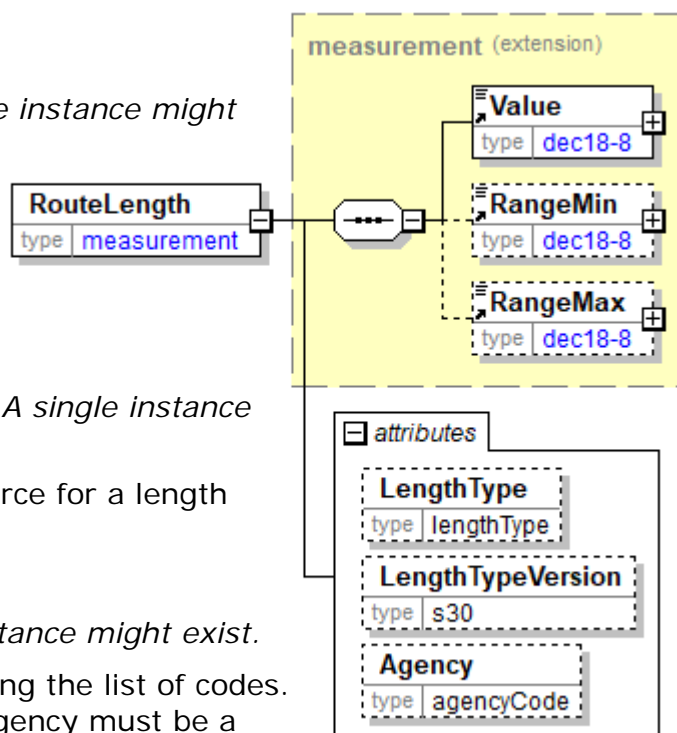 measurement (extension)
e instance might
Value
type dec18-8
RouteLength
type measurement
RangeMin
type dec18-8
RangeMax
type dec18-8
A single instance
attributes
rce for a length
LengthType
type lengthType
LengthTypeVersion
type s30
tance might exist.
ng the list of codes.
Agency
type agencyCode
gency must be a